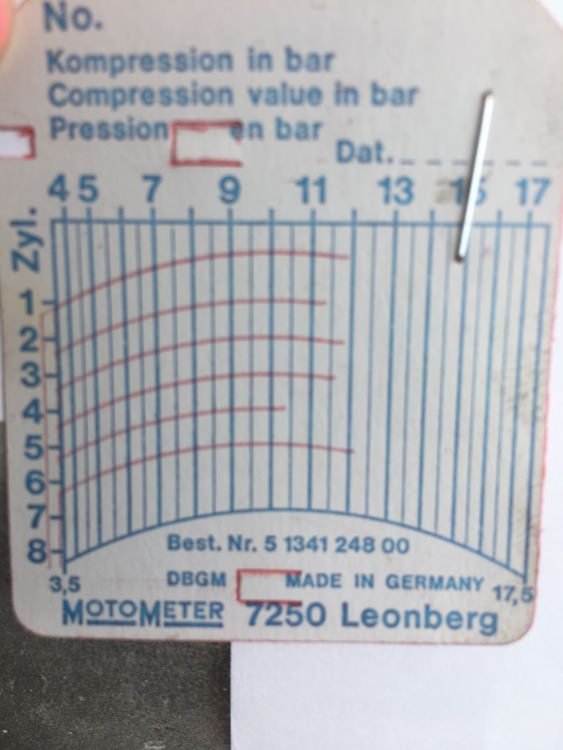 No.
Kompression in bar
Compression value in bar
Pression en bar
Dat.
4 5 7 9 11 13 15 17
Zyl.
1
2
3
4
5
6
7
8
Best. Nr. 5 1341 248 00
3,5 DBGM MADE IN GERMANY 17,5
MOTOMETER 7250 Leonberg